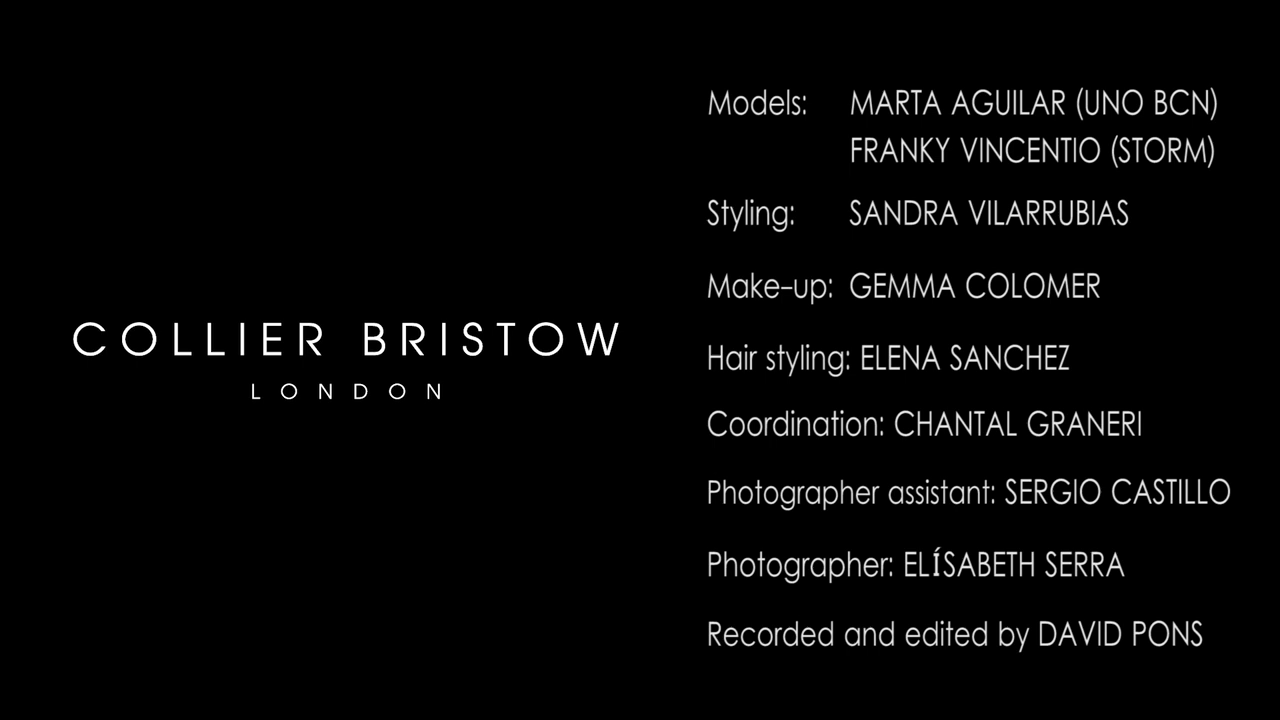 COLLIER BRISTOW
LONDON
Models: MARTA AGUILAR (UNO BCN)
FRANKY VINCENTIO (STORM)
Styling: SANDRA VILARRUBIAS
Make-up: GEMMA COLOMER
Hair styling: ELENA SANCHEZ
Coordination: CHANTAL GRANERI
Photographer assistant: SERGIO CASTILLO
Photographer: ELÍSABETH SERRA
Recorded and edited by DAVID PONS